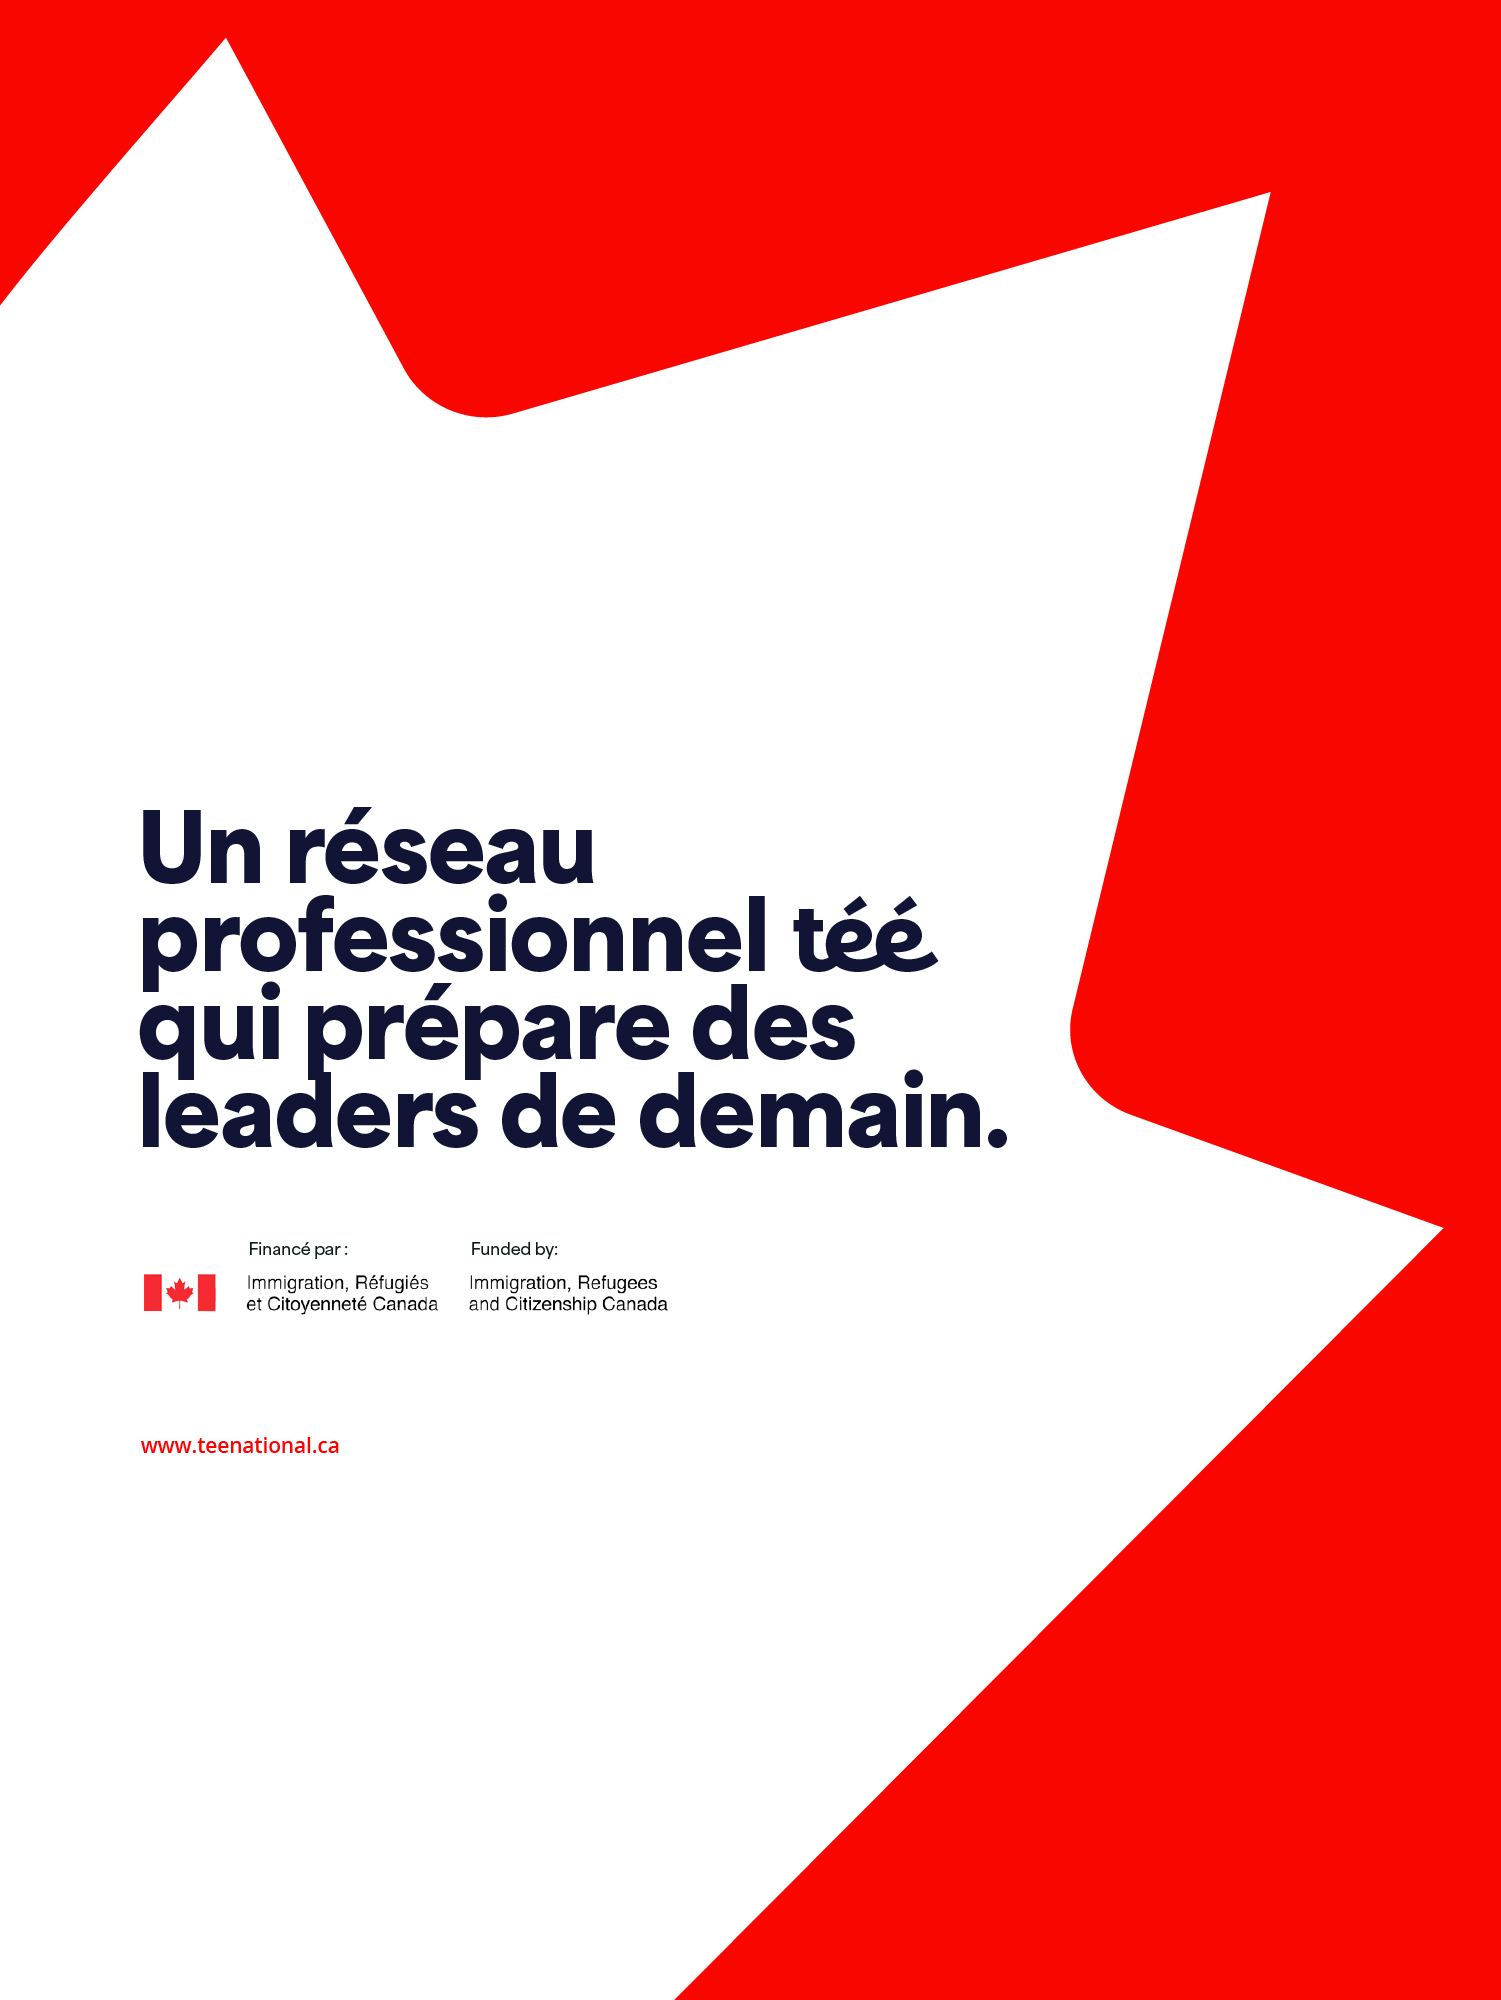 Un réseau
professionnel téé
qui prépare des
leaders de demain.
Financé par :
Immigration, Réfugiés
et Citoyenneté Canada
Funded by:
Immigration, Refugees
and Citizenship Canada
www.teenational.ca